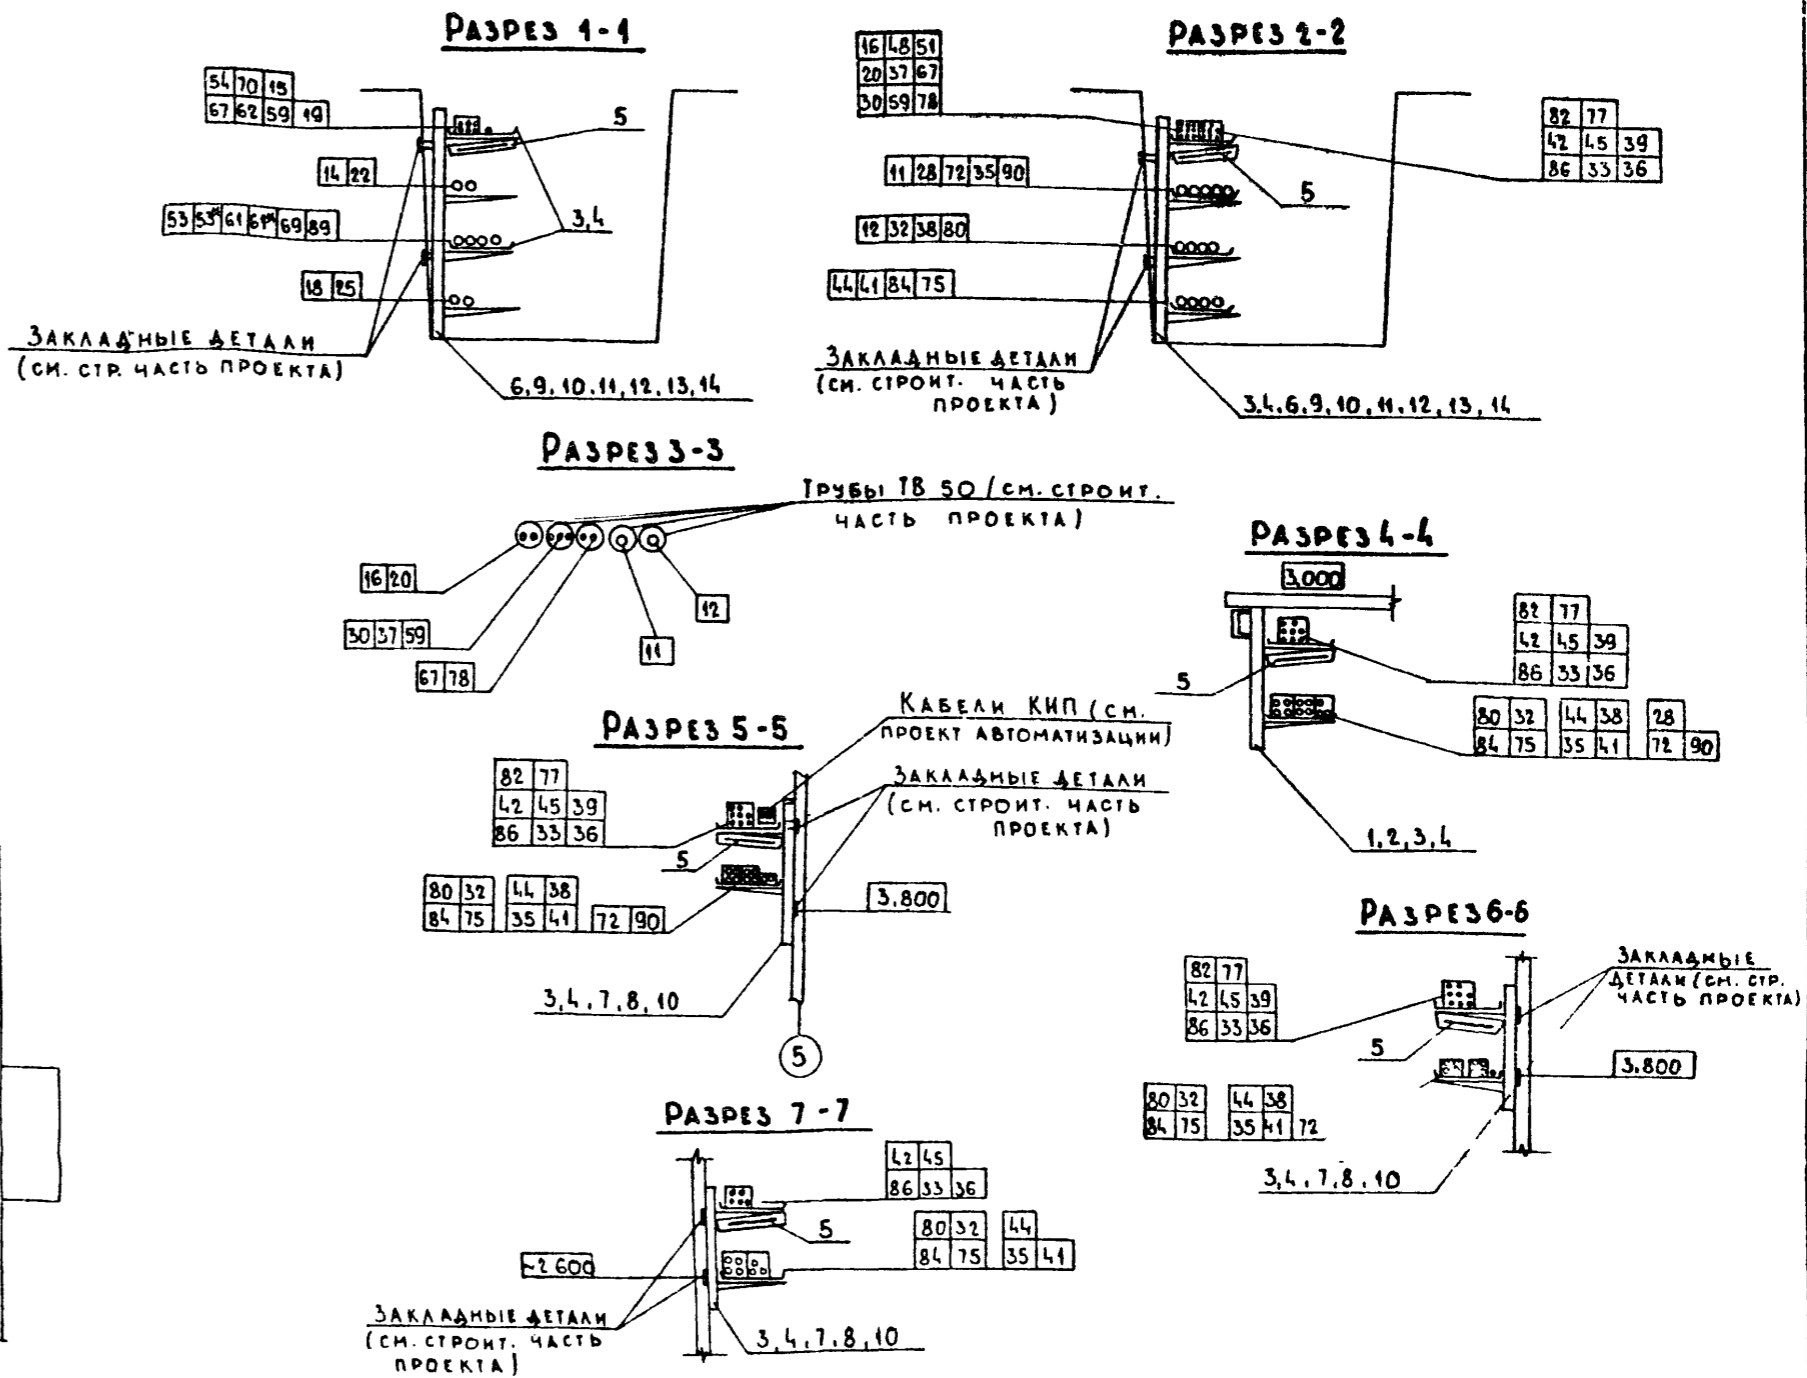 Разрез 1-1
54 70 15
67 62 59 19
5
14 22
3,4
53 53ᴷ 61 61ᴷ 69 89
18 25
Закладные детали
(см. стр. часть проекта)
6,9,10,11,12,13,14
Разрез 2-2
16 48 51
20 37 67
30 59 78
82 77
42 45 39
86 33 36
11 28 72 35 90
5
12 32 38 80
44 41 84 75
Закладные детали
(см. строит. часть
проекта)
3,4,6,9,10,11,12,13,14
Разрез 3-3
Трубы ТВ 50 /см. строит.
часть проекта)
16 20
30 37 59
67 78
11
12
Разрез 4-4
3,000
82 77
42 45 39
86 33 36
5
80 32 44 38 28
84 75 35 41 72 90
1,2,3,4
Разрез 5-5
Кабели КИП (см.
проект автоматизации)
Закладные детали
(см. строит. часть
проекта)
82 77
42 45 39
86 33 36
5
80 32 44 38
84 75 35 41 72 90
3.800
3,4,7,8,10
5
Разрез 6-6
Закладные
детали (см. стр.
часть проекта)
82 77
42 45 39
86 33 36
5
3.800
80 32 44 38
84 75 35 41 72
3,4,7,8,10
Разрез 7-7
42 45
86 33 36
5
80 32 44
84 75 35 41
~2 600
Закладные детали
(см. строит. часть
проекта)
3,4,7,8,10